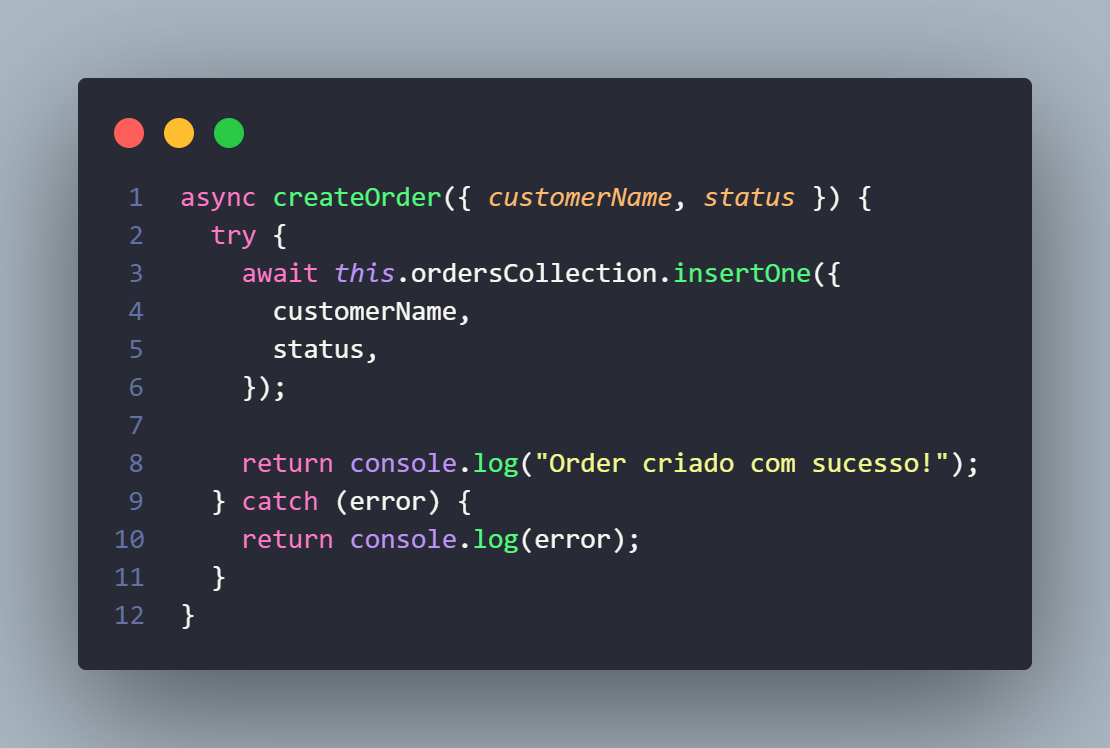 1 async createOrder({ customerName, status }) {
2   try {
3     await this.ordersCollection.insertOne({
4       customerName,
5       status,
6     });
7
8     return console.log("Order criado com sucesso!");
9   } catch (error) {
10     return console.log(error);
11   }
12 }